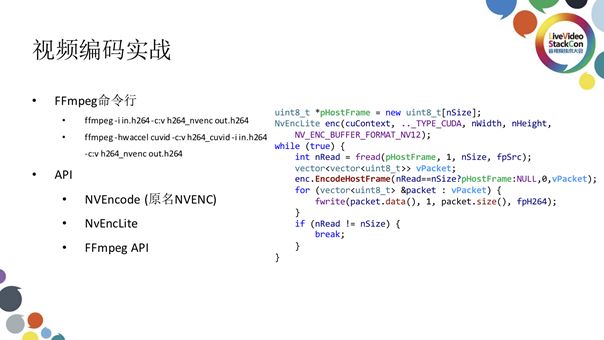 LiveVideo
StackCon
音视频技术大会
视频编码实战
• FFmpeg命令行
• ffmpeg -i in.h264 -c:v h264_nvenc out.h264
• ffmpeg -hwaccel cuvid -c:v h264_cuvid -i in.h264
-c:v h264_nvenc out.h264
• API
• NVEncode (原名NVENC)
• NvEncLite
• FFmpeg API
uint8_t *pHostFrame = new uint8_t[nSize];
NvEncLite enc(cuContext, .._TYPE_CUDA, nWidth, nHeight,
NV_ENC_BUFFER_FORMAT_NV12);
while (true) {
int nRead = fread(pHostFrame, 1, nSize, fpSrc);
vector<vector<uint8_t>> vPacket;
enc.EncodeHostFrame(nRead==nSize?pHostFrame:NULL,0,vPacket);
for (vector<uint8_t> &packet : vPacket) {
fwrite(packet.data(), 1, packet.size(), fpH264);
}
if (nRead != nSize) {
break;
}
}